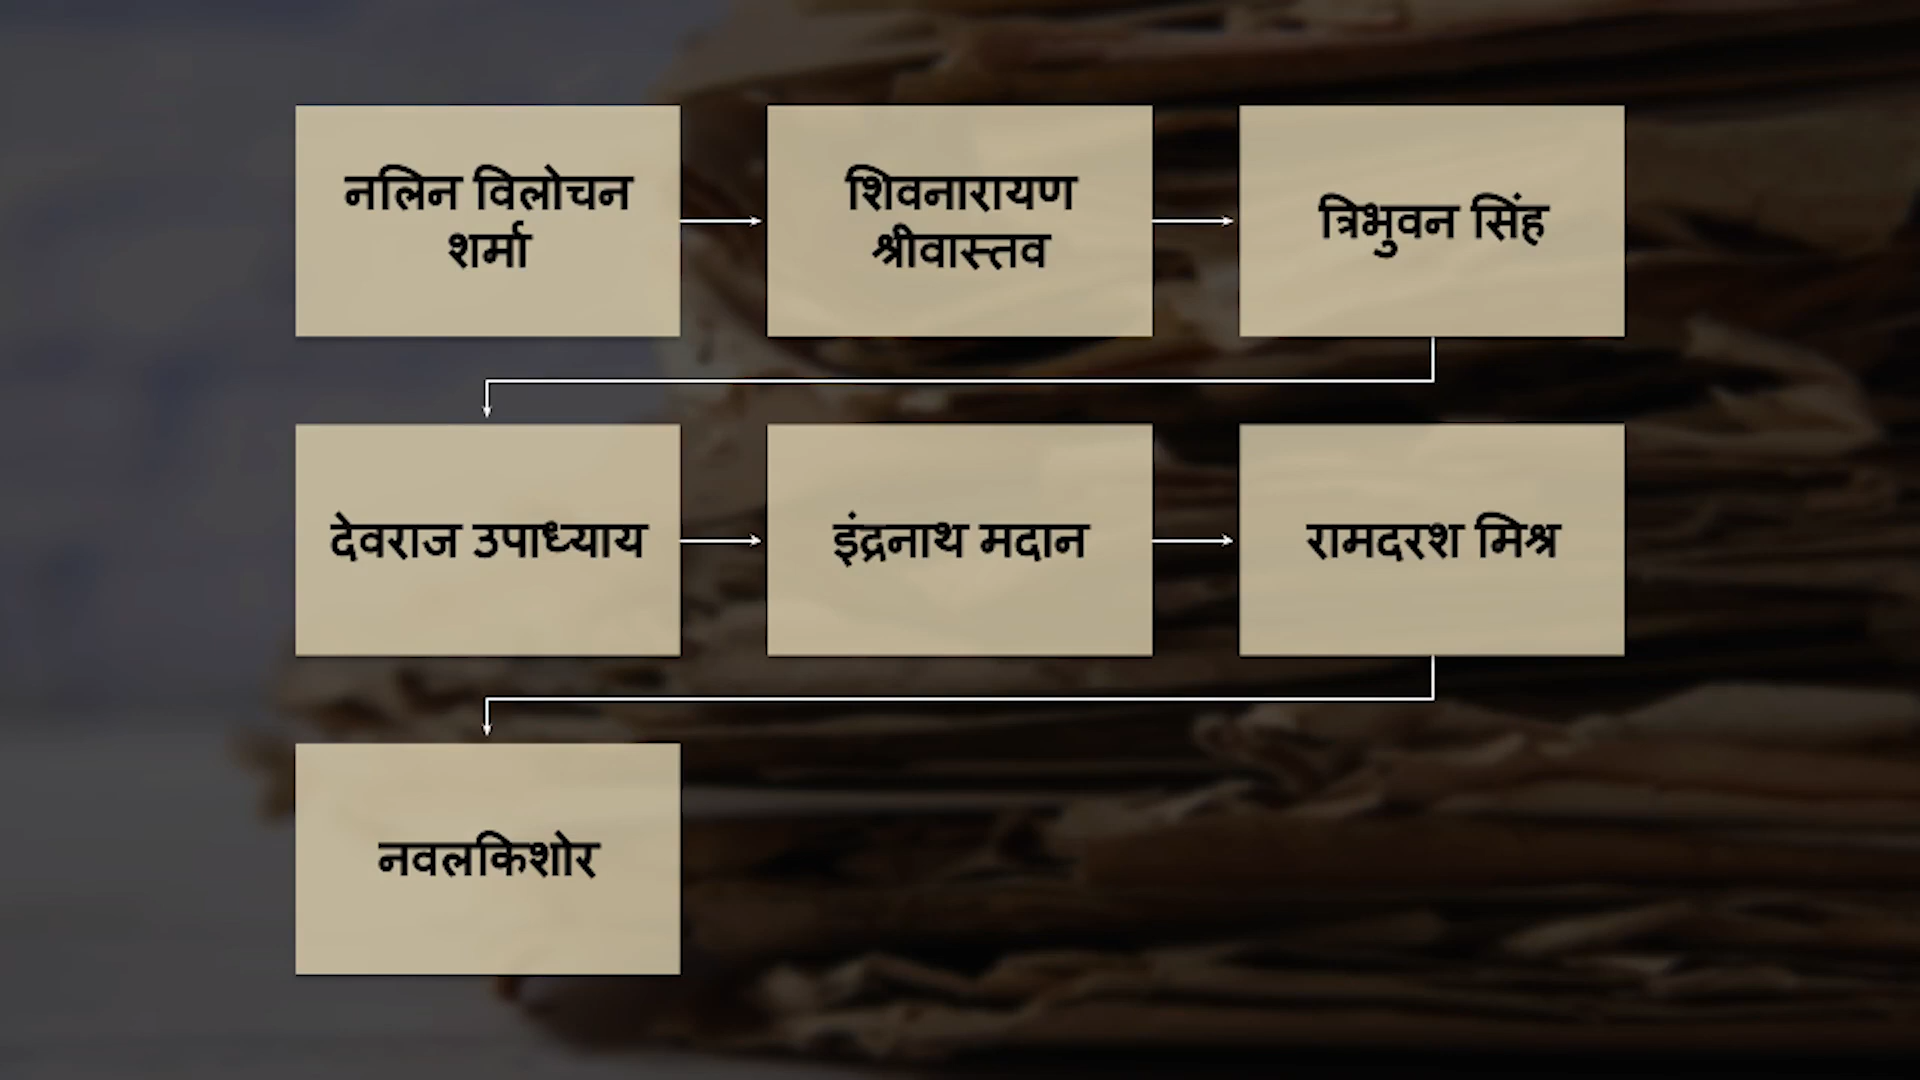 नलिन विलोचन
शर्मा
शिवनारायण
श्रीवास्तव
त्रिभुवन सिंह
देवराज उपाध्याय
इंद्रनाथ मदान
रामदरश मिश्र
नवलकिशोर